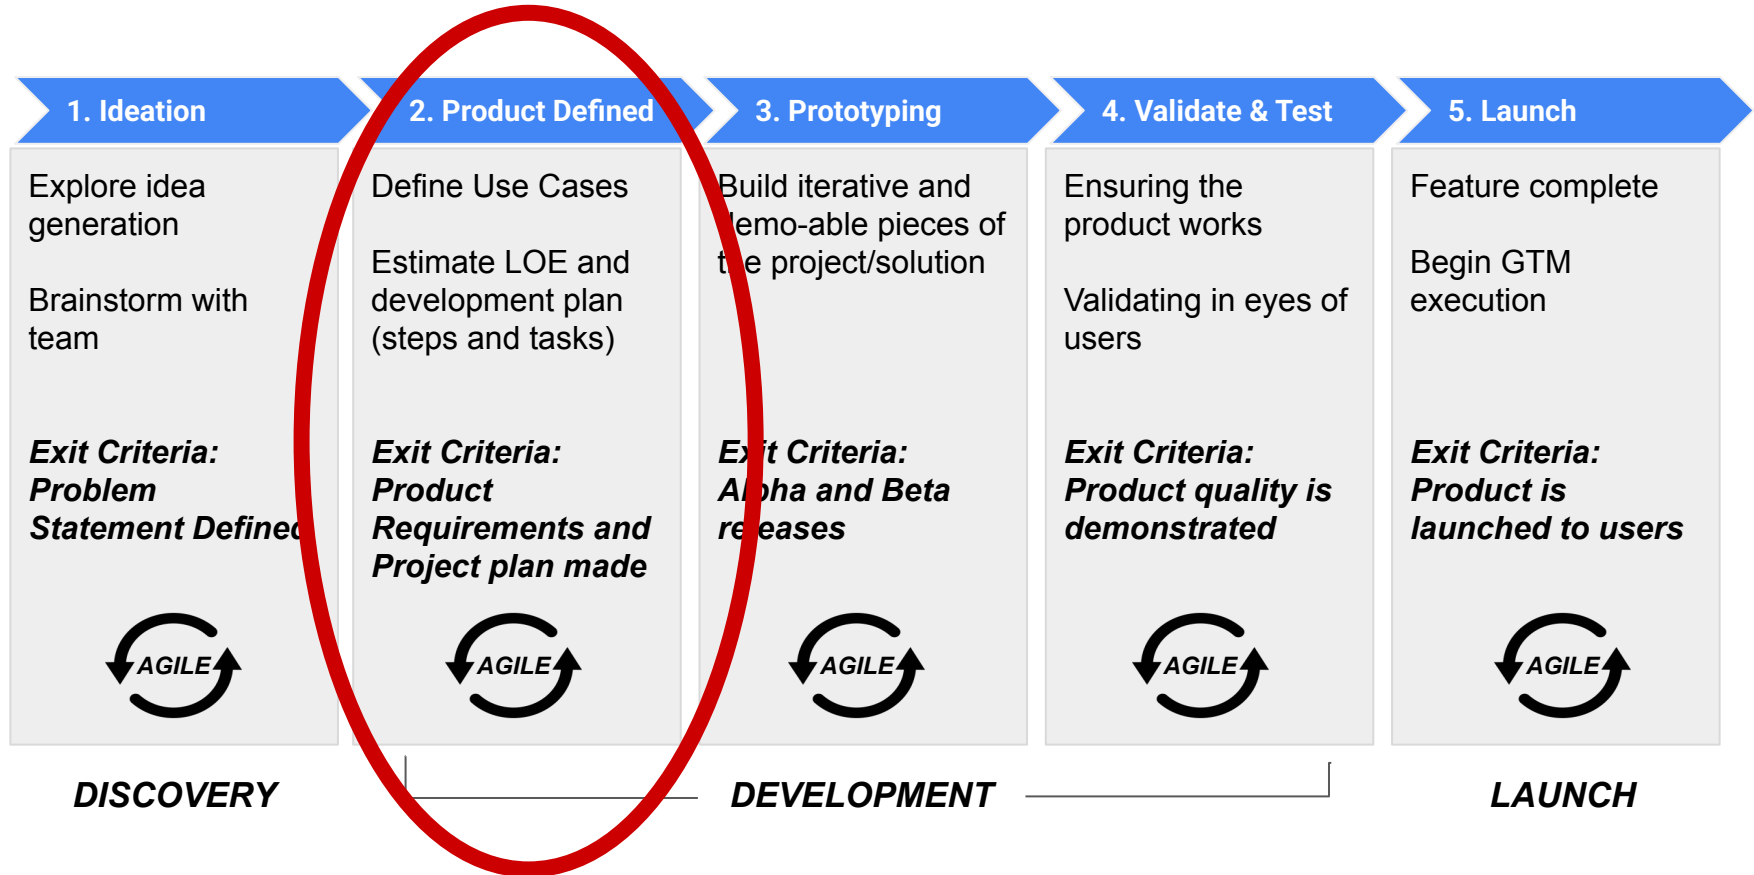 1. Ideation
Explore idea
generation
Brainstorm with
team
Exit Criteria:
Problem
Statement Defined
AGILE
2. Product Defined
Define Use Cases
Estimate LOE and
development plan
(steps and tasks)
Exit Criteria:
Product
Requirements and
Project plan made
AGILE
3. Prototyping
Build iterative and
demo-able pieces of
the project/solution
Exit Criteria:
Alpha and Beta
releases
AGILE
4. Validate & Test
Ensuring the
product works
Validating in eyes of
users
Exit Criteria:
Product quality is
demonstrated
AGILE
5. Launch
Feature complete
Begin GTM
execution
Exit Criteria:
Product is
launched to users
AGILE
DISCOVERY
DEVELOPMENT
LAUNCH